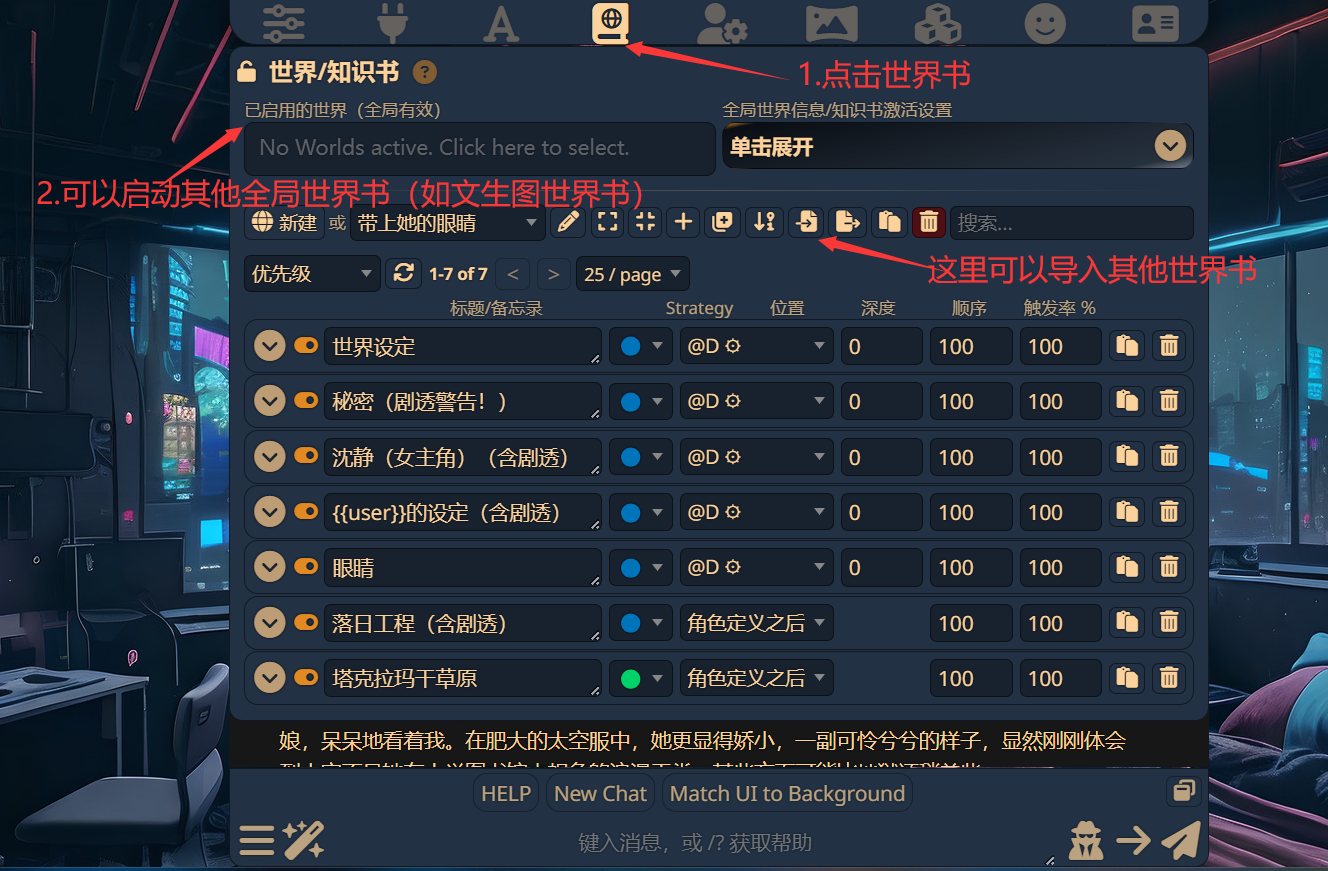 1.点击世界书
世界/知识书 ?
已启用的世界（全局有效）
全局世界信息/知识书激活设置
No Worlds active. Click here to select.
单击展开
2.可以启动其他全局世界书（如文生图世界书）
新建 或 带上她的眼睛 搜索...
这里可以导入其他世界书
优先级 1-7 of 7 < > 25 / page
标题/备忘录 Strategy 位置 深度 顺序 触发率 %
世界设定 @D ⚙ 0 100 100
秘密（剧透警告！） @D ⚙ 0 100 100
沈静（女主角）（含剧透） @D ⚙ 0 100 100
{{user}}的设定（含剧透） @D ⚙ 0 100 100
眼睛 @D ⚙ 0 100 100
落日工程（含剧透） 角色定义之后 100 100
塔克拉玛干草原 角色定义之后 100 100
娘，呆呆地看着我。在肥大的太空服中，她更显得娇小，一副可怜兮兮的样子，显然刚刚体会
HELP New Chat Match UI to Background
键入消息，或 /? 获取帮助